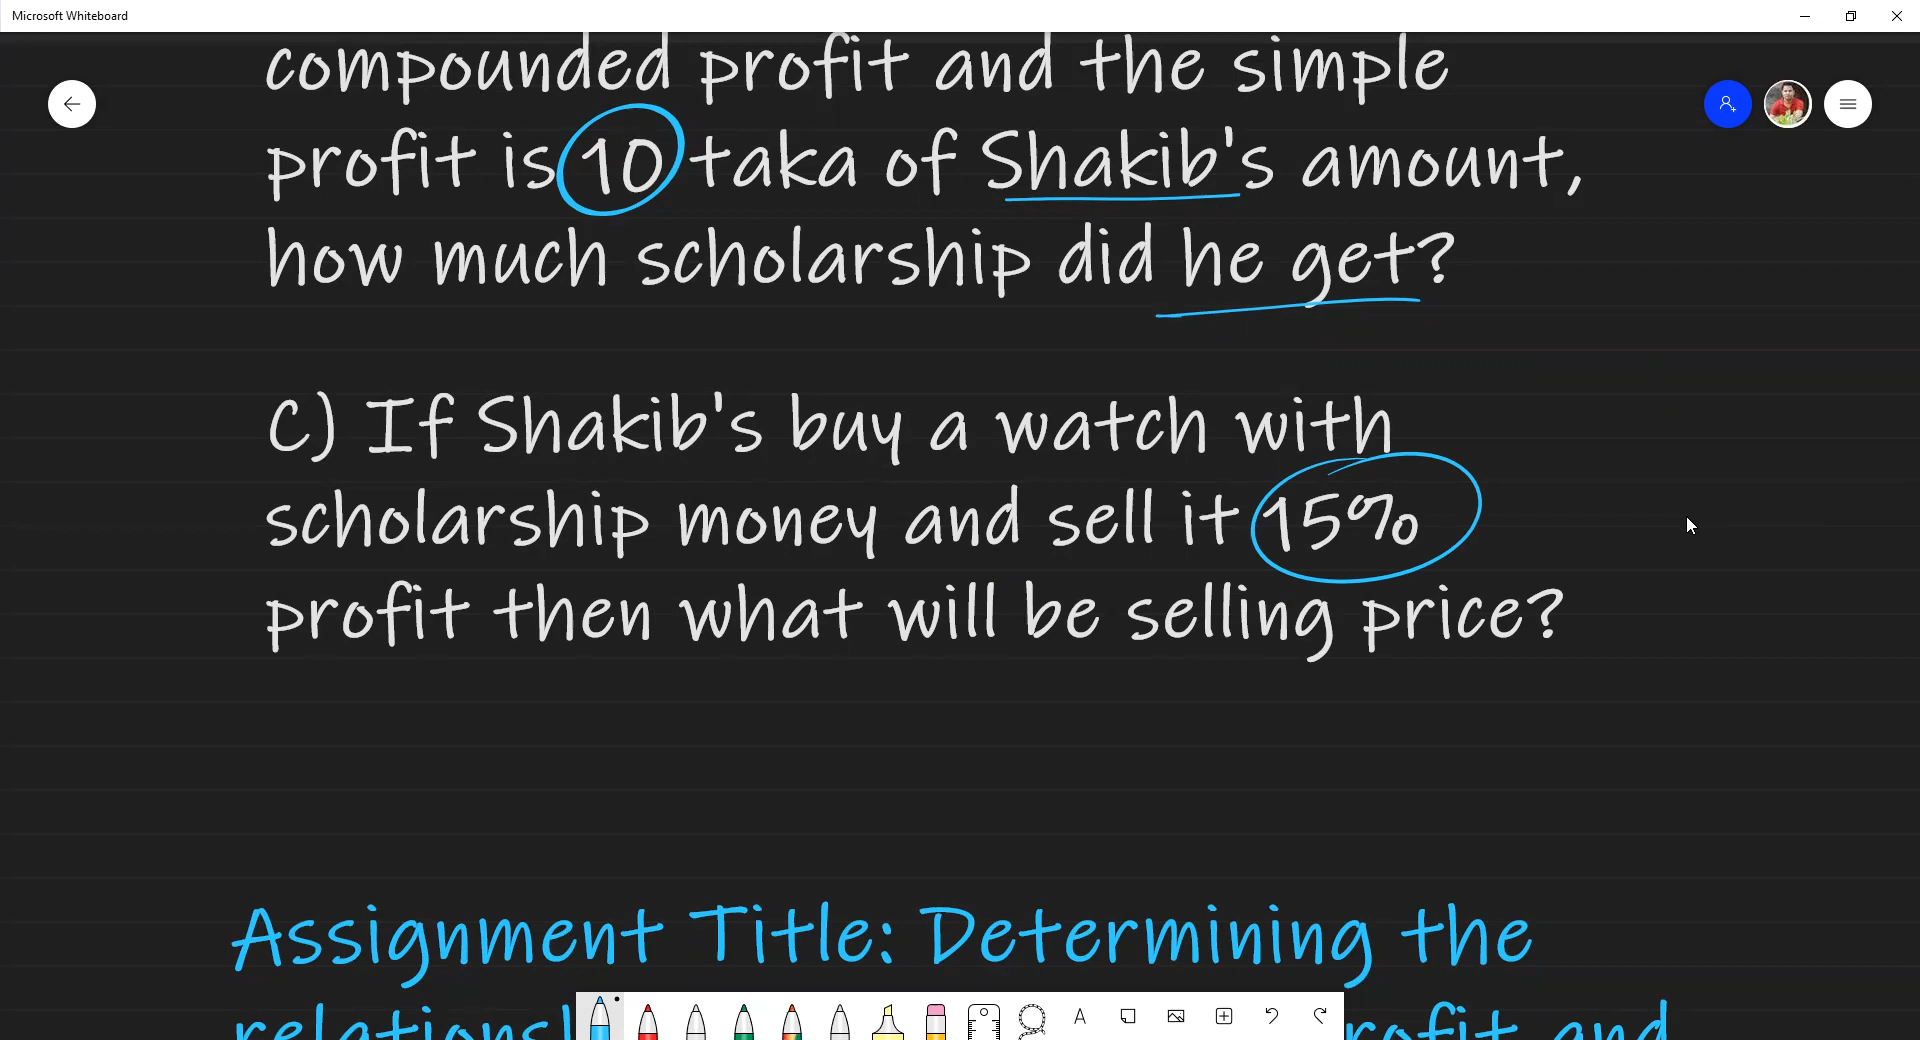 Microsoft Whiteboard
compounded profit and the simple
profit is 10 taka of Shakib's amount,
how much scholarship did he get?
C) If Shakib's buy a watch with
scholarship money and sell it 15%
profit then what will be selling price?
Assignment Title: Determining the
and